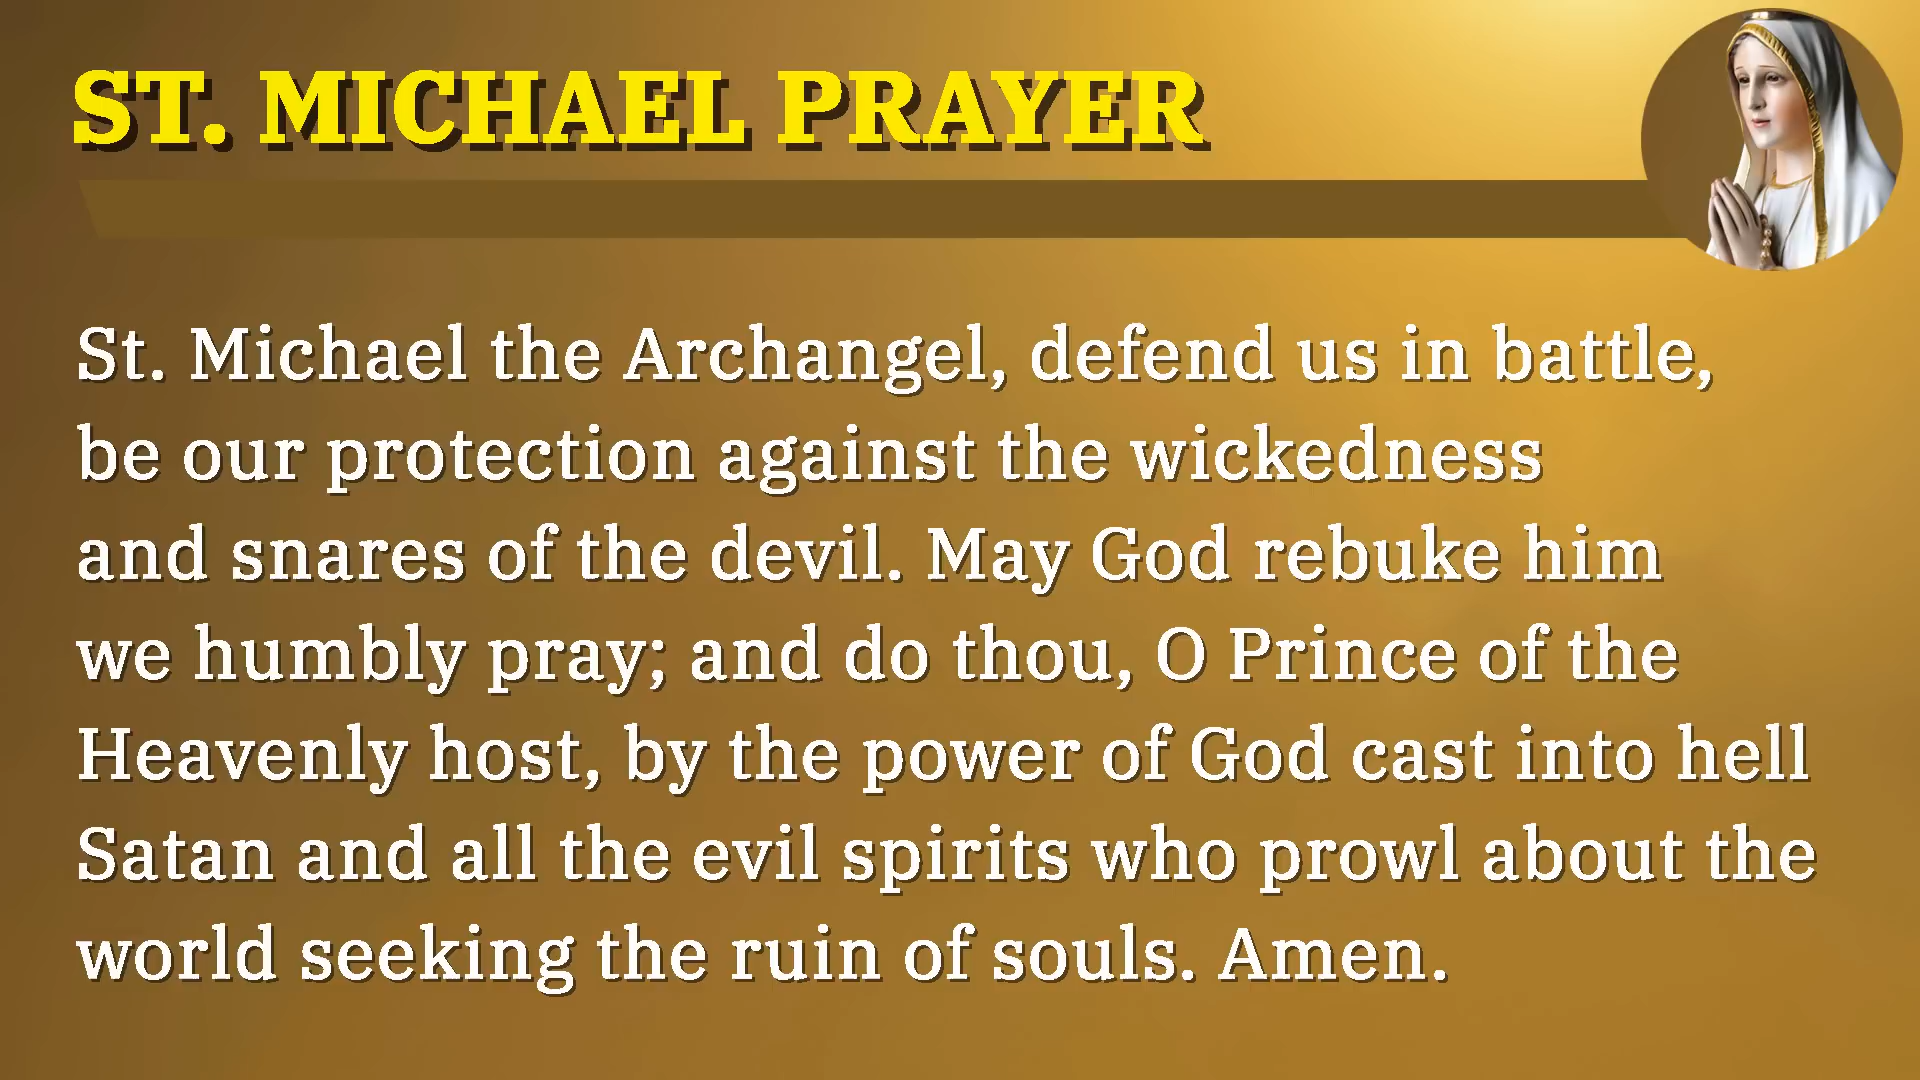 ST. MICHAEL PRAYER
St. Michael the Archangel, defend us in battle,
be our protection against the wickedness
and snares of the devil. May God rebuke him
we humbly pray; and do thou, O Prince of the
Heavenly host, by the power of God cast into hell
Satan and all the evil spirits who prowl about the
world seeking the ruin of souls. Amen.